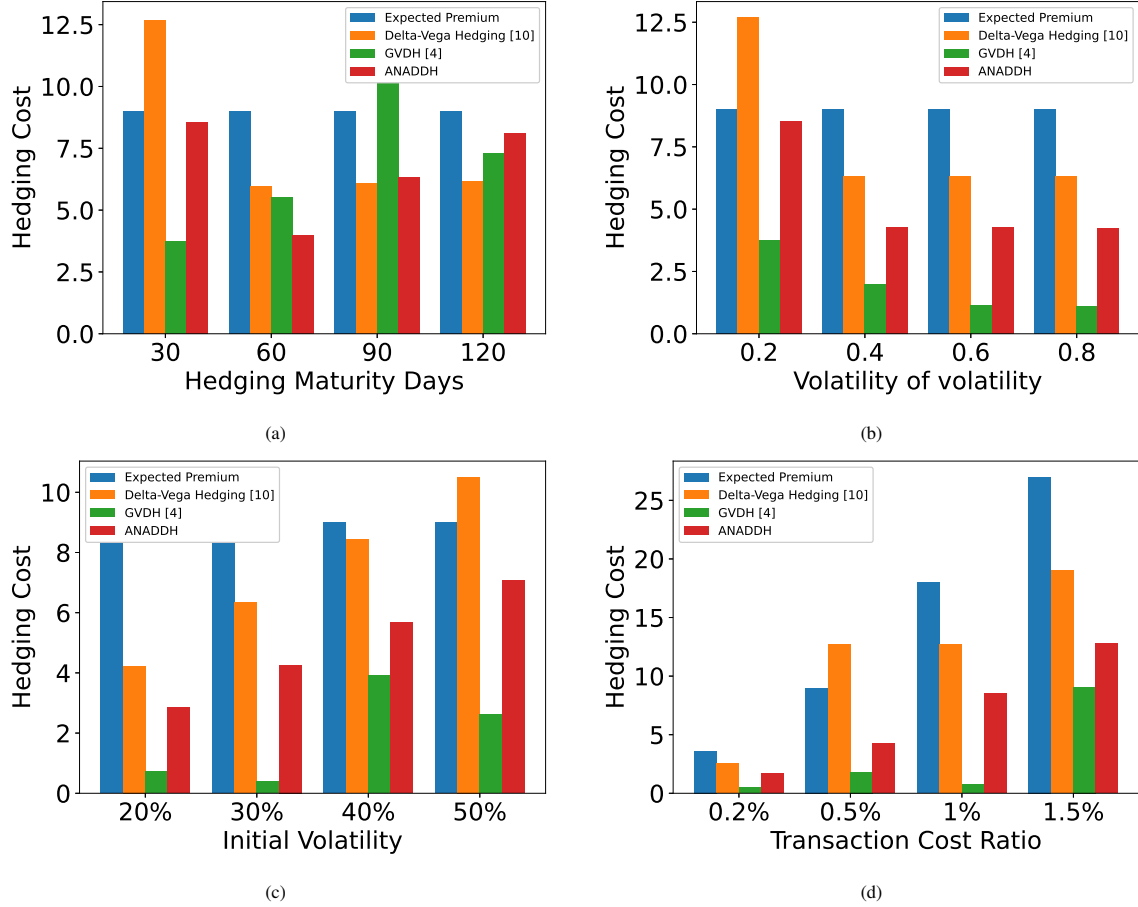 12.5
10.0
7.5
5.0
2.5
0.0
Hedging Cost
Expected Premium
Delta-Vega Hedging [10]
GVDH [4]
ANADDH
30 60 90 120
Hedging Maturity Days
(a)
12.5
10.0
7.5
5.0
2.5
0.0
Hedging Cost
Expected Premium
Delta-Vega Hedging [10]
GVDH [4]
ANADDH
0.2 0.4 0.6 0.8
Volatility of volatility
(b)
10
8
6
4
2
0
Hedging Cost
Expected Premium
Delta-Vega Hedging [10]
GVDH [4]
ANADDH
20% 30% 40% 50%
Initial Volatility
(c)
25
20
15
10
5
0
Hedging Cost
Expected Premium
Delta-Vega Hedging [10]
GVDH [4]
ANADDH
0.2% 0.5% 1% 1.5%
Transaction Cost Ratio
(d)